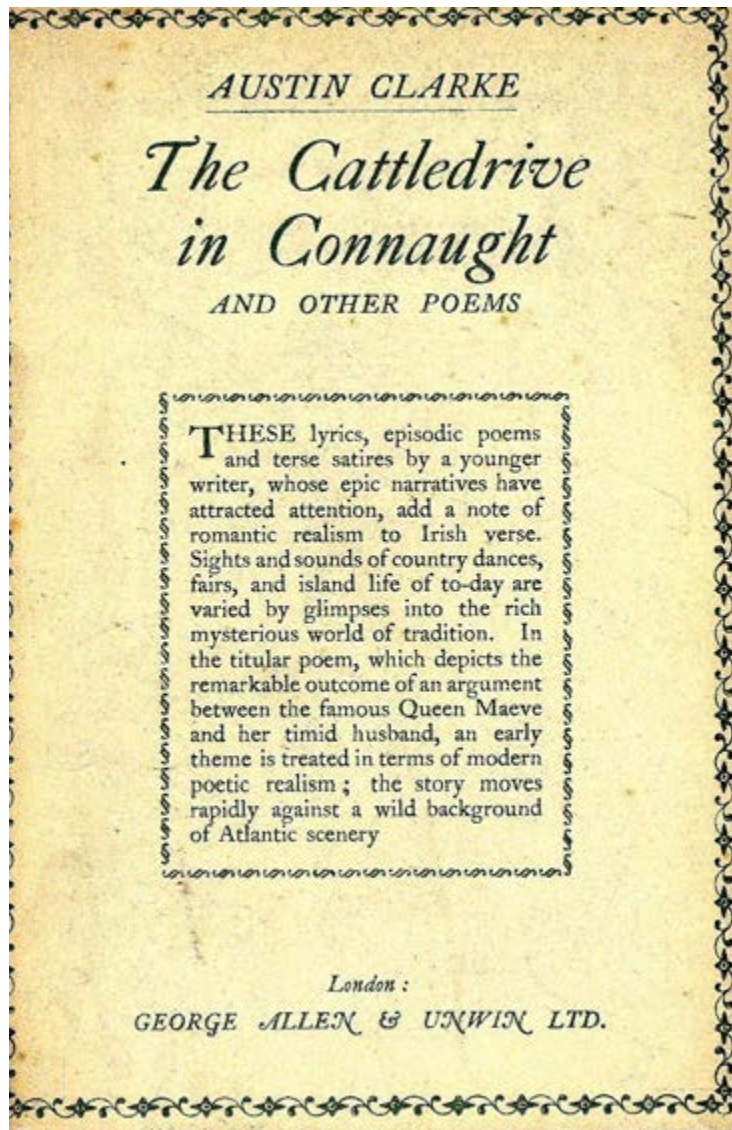 AUSTIN CLARKE
The Cattledrive
in Connaught
AND OTHER POEMS
THESE lyrics, episodic poems
and terse satires by a younger
writer, whose epic narratives have
attracted attention, add a note of
romantic realism to Irish verse.
Sights and sounds of country dances,
fairs, and island life of to-day are
varied by glimpses into the rich
mysterious world of tradition. In
the titular poem, which depicts the
remarkable outcome of an argument
between the famous Queen Maeve
and her timid husband, an early
theme is treated in terms of modern
poetic realism ; the story moves
rapidly against a wild background
of Atlantic scenery
London :
GEORGE ALLEN & UNWIN LTD.